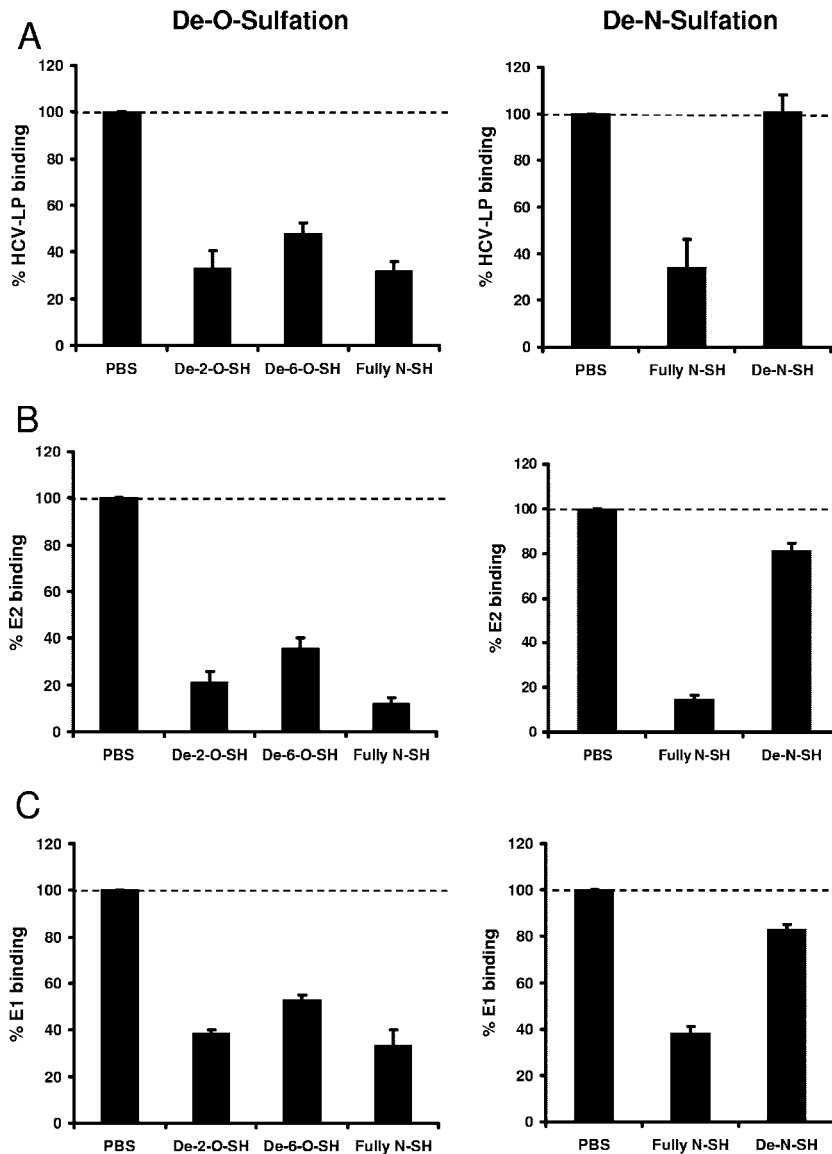 De-O-Sulfation
De-N-Sulfation
A
120
100
80
60
40
20
0
% HCV-LP binding
PBS
De-2-O-SH
De-6-O-SH
Fully N-SH
120
100
80
60
40
20
0
% HCV-LP binding
PBS
Fully N-SH
De-N-SH
B
120
100
80
60
40
20
0
% E2 binding
PBS
De-2-O-SH
De-6-O-SH
Fully N-SH
120
100
80
60
40
20
0
% E2 binding
PBS
Fully N-SH
De-N-SH
C
120
100
80
60
40
20
0
% E1 binding
PBS
De-2-O-SH
De-6-O-SH
Fully N-SH
120
100
80
60
40
20
0
% E1 binding
PBS
Fully N-SH
De-N-SH